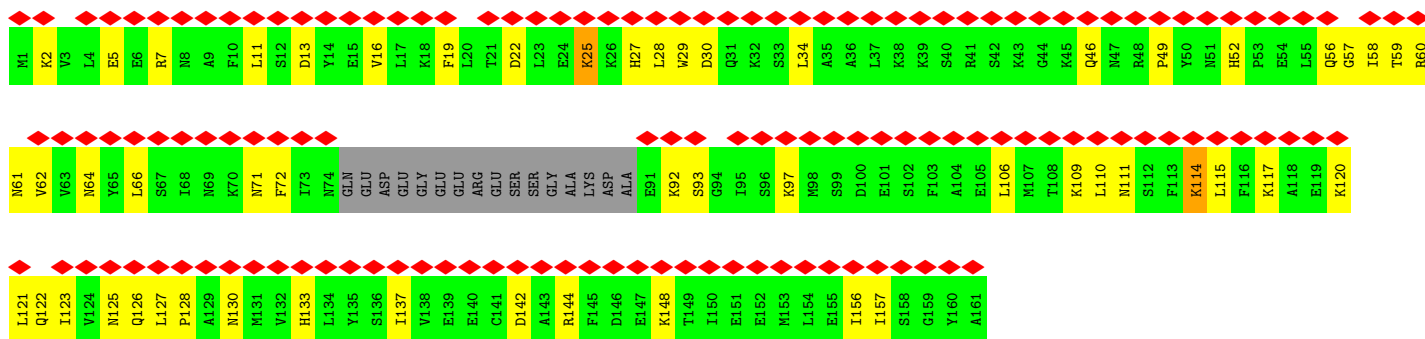 M1 K2 V3 L4 E5 E6 R7 N8 A9 F10 L11 S12 D13 Y14 E15 V16 L17 K18 F19 L20 T21 D22 L23 E24 K25 K26 H27 L28 W29 D30 Q31 K32 S33 L34 A35 A36 L37 K38 K39 S40 R41 S42 K43 G44 K45 Q46 N47 R48 P49 Y50 N51 H52 P53 E54 L55 Q56 G57 I58 T59 R60
N61 V62 V63 N64 Y65 L66 S67 I68 N69 K70 N71 F72 I73 N74 GLN GLU ASP GLU GLY GLU GLU ARG GLU SER SER GLY ALA LYS ASP ALA E91 K92 S93 G94 I95 S96 K97 M98 S99 D100 E101 S102 F103 A104 E105 L106 M107 T108 K109 L110 N111 S112 F113 K114 L115 F116 K117 A118 E119 K120
L121 Q122 I123 V124 N125 Q126 L127 P128 A129 N130 M131 V132 H133 L134 Y135 S136 I137 V138 E139 E140 C141 D142 A143 R144 F145 D146 E147 K148 T149 I150 E151 E152 M153 L154 E155 I156 I157 S158 G159 Y160 A161